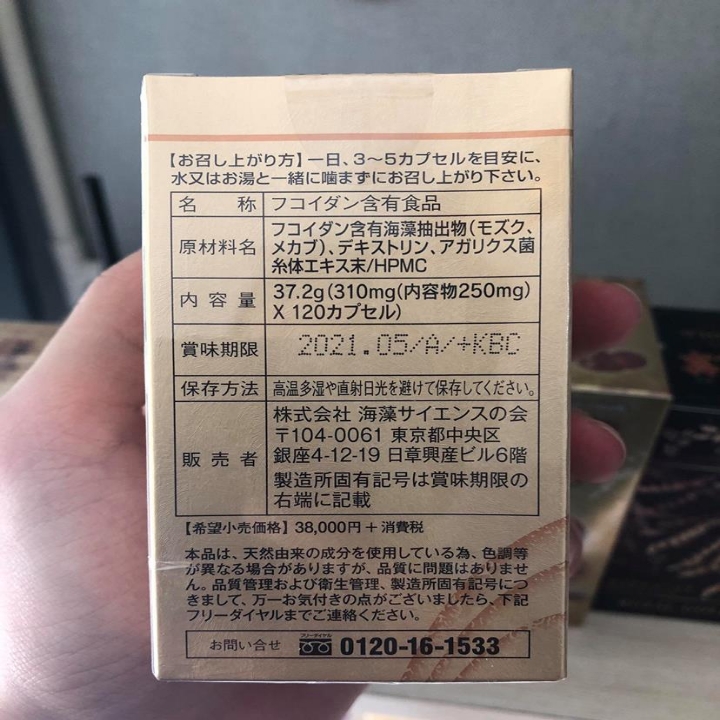 【お召し上がり方】一日、3〜5カプセルを目安に、
水又はお湯と一緒に噛まずにお召し上がり下さい。
名 称 フコイダン含有食品
原材料名 フコイダン含有海藻抽出物(モズク、
メカブ)、デキストリン、アガリクス菌
糸体エキス末/HPMC
内容量 37.2g(310mg(内容物250mg)
X 120カプセル)
賞味期限 2021.05/A/+KBC
保存方法 高温多湿や直射日光を避けて保存してください。
販売者 株式会社 海藻サイエンスの会
〒104-0061 東京都中央区
銀座4-12-19 日章興産ビル6階
製造所固有記号は賞味期限の
右端に記載
【希望小売価格】38,000円+消費税
本品は、天然由来の成分を使用している為、色調等
が異なる場合がありますが、品質に問題はありませ
ん。品質管理および衛生管理、製造所固有記号につ
きまして、万一お気付きの点がございましたら、下記
フリーダイヤルまでご連絡ください。
お問い合せ フリーダイヤル 0120-16-1533